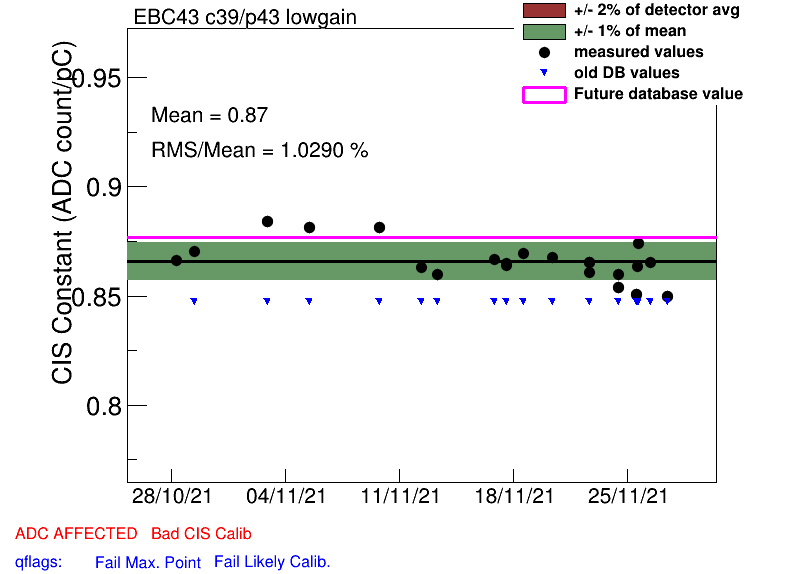 EBC43 c39/p43 lowgain
+/- 2% of detector avg
+/- 1% of mean
measured values
old DB values
Future database value
CIS Constant (ADC count/pC)
0.95
0.9
0.85
0.8
Mean = 0.87
RMS/Mean = 1.0290 %
28/10/21 04/11/21 11/11/21 18/11/21 25/11/21
ADC AFFECTED Bad CIS Calib
qflags: Fail Max. Point Fail Likely Calib.